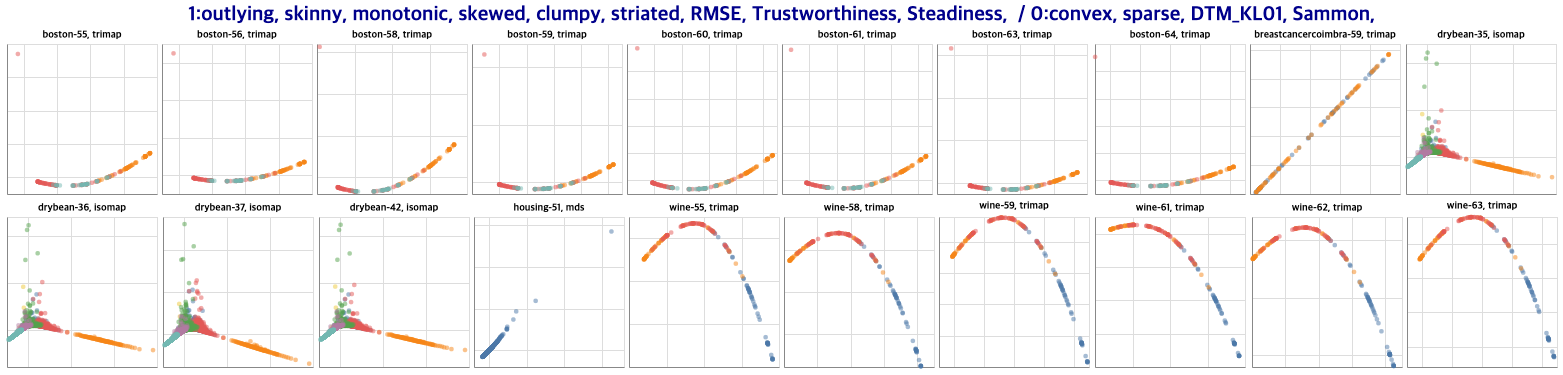 1:outlying, skinny, monotonic, skewed, clumpy, striated, RMSE, Trustworthiness, Steadiness,  / 0:convex, sparse, DTM_KL01, Sammon,
boston-55, trimap
boston-56, trimap
boston-58, trimap
boston-59, trimap
boston-60, trimap
boston-61, trimap
boston-63, trimap
boston-64, trimap
breastcancercoimbra-59, trimap
drybean-35, isomap
drybean-36, isomap
drybean-37, isomap
drybean-42, isomap
housing-51, mds
wine-55, trimap
wine-58, trimap
wine-59, trimap
wine-61, trimap
wine-62, trimap
wine-63, trimap